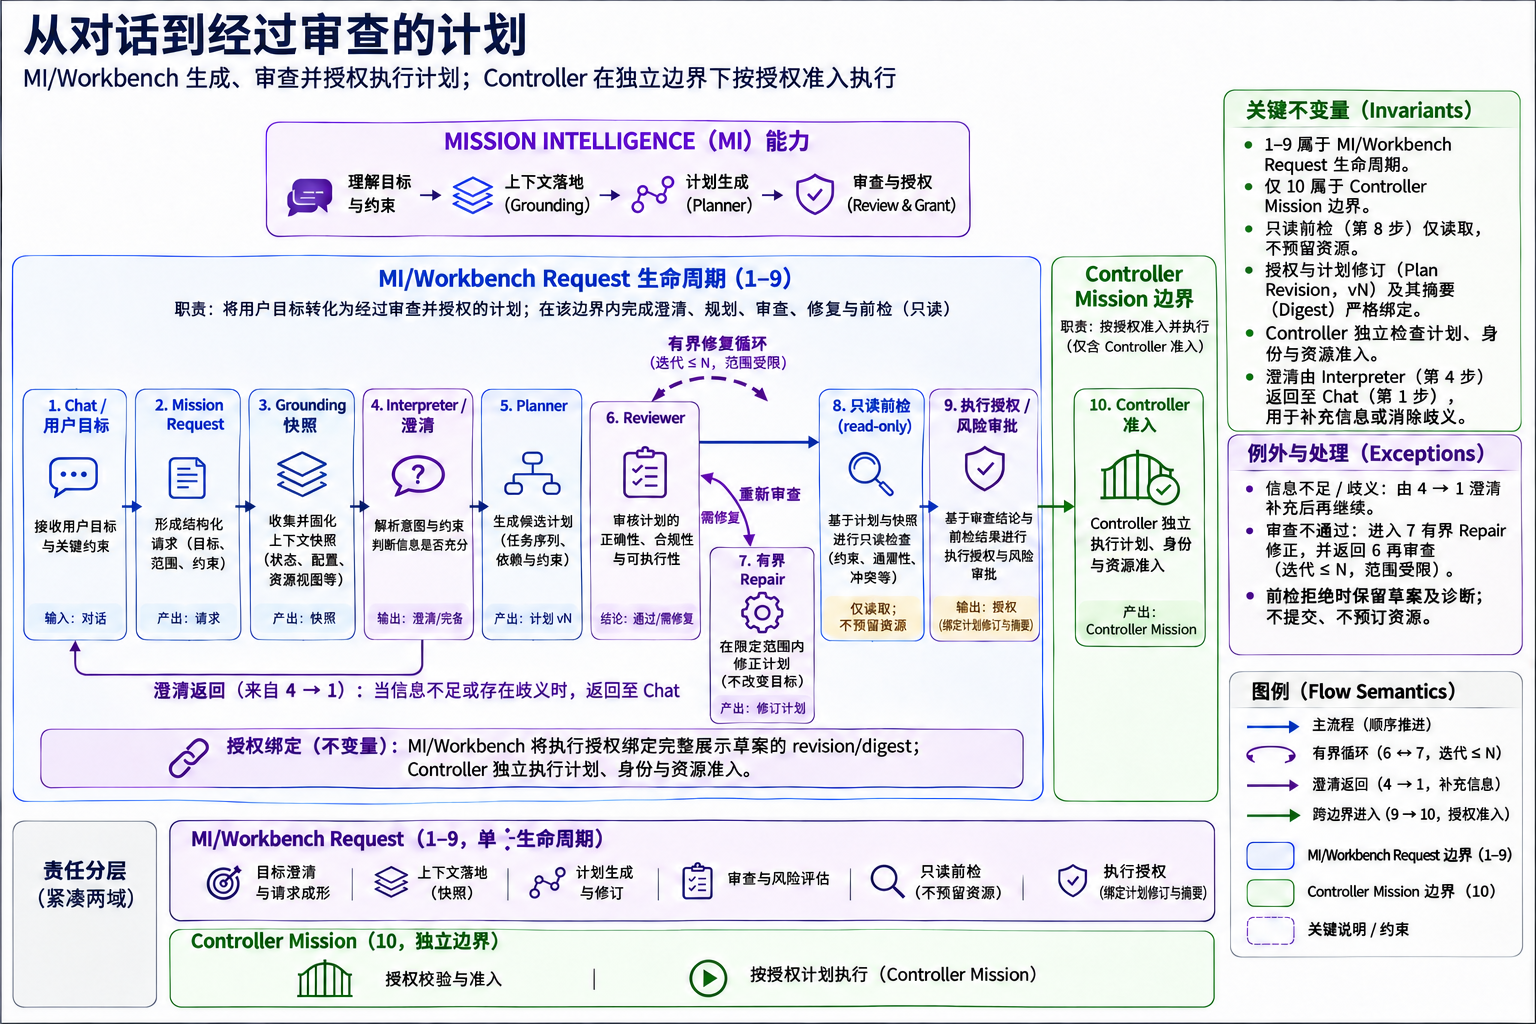 从对话到经过审查的计划
MI/Workbench 生成、审查并授权执行计划；Controller 在独立边界下按授权准入执行
MISSION INTELLIGENCE（MI）能力
理解目标
与约束
上下文落地
（Grounding）
计划生成
（Planner）
审查与授权
（Review & Grant）
MI/Workbench Request 生命周期（1–9）
职责：将用户目标转化为经过审查并授权的计划；在该边界内完成澄清、规划、审查、修复与前检（只读）
有界修复循环
（迭代 ≤ N，范围受限）
1. Chat /
用户目标
接收用户目标
与关键约束
输入：对话
2. Mission
Request
形成结构化
请求（目标、
范围、约束）
产出：请求
3. Grounding
快照
收集并固化
上下文快照
（状态、配置、
资源视图等）
产出：快照
4. Interpreter /
澄清
解析意图与约束
判断信息是否充分
输出：澄清/完备
5. Planner
生成候选计划
（任务序列、
依赖与约束）
产出：计划 vN
6. Reviewer
审核计划的
正确性、合规性
与可执行性
结论：通过/需修复
重新审查
需修复
7. 有界
Repair
在限定范围内
修正计划
（不改变目标）
产出：修订计划
8. 只读前检
(read-only)
基于计划与快照
进行只读检查
（约束、通性、
冲突等）
仅读取；
不预留资源
9. 执行授权 /
风险审批
基于审查结论与
前检结果进行
执行授权与风险
审批
输出：授权
（绑定计划修订与摘要）
澄清返回（来自 4 → 1）：当信息不足或存在歧义时，返回至 Chat
授权绑定（不变量）：MI/Workbench 将执行授权绑定完整展示草案的 revision/digest；
Controller 独立执行计划、身份与资源准入。
Controller
Mission 边界
职责：按授权准入并执行
（仅含 Controller 准入）
10. Controller
准入
Controller 独立
执行计划、身份
与资源准入
产出：
Controller Mission
关键不变量（Invariants）
1–9 属于 MI/Workbench
Request 生命周期。
仅 10 属于 Controller
Mission 边界。
只读前检（第 8 步）仅读取，
不预留资源。
授权与计划修订（Plan
Revision，vN）及其摘要
（Digest）严格绑定。
Controller 独立检查计划、身
份与资源准入。
澄清由 Interpreter（第 4 步）
返回至 Chat（第 1 步），
用于补充信息或消除歧义。
例外与处理（Exceptions）
信息不足 / 歧义：由 4 → 1 澄清
补充后再继续。
审查不通过：进入 7 有界 Repair
修正，并返回 6 再审查
（迭代 ≤ N，范围受限）。
前检拒绝时保留草案及诊断；
不提交、不预订资源。
图例（Flow Semantics）
主流程（顺序推进）
有界循环（6 ↔ 7，迭代 ≤ N）
澄清返回（4 → 1，补充信息）
跨边界进入（9 → 10，授权准入）
MI/Workbench Request 边界（1–9）
Controller Mission 边界（10）
关键说明 / 约束
责任分层
（紧凑两域）
MI/Workbench Request（1–9，单 生命周期）
目标澄清
与请求成形
上下文落地
（快照）
计划生成
与修订
审查与风险评估
只读前检
（不预留资源）
执行授权
（绑定计划修订与摘要）
Controller Mission（10，独立边界）
授权校验与准入
按授权计划执行（Controller Mission）